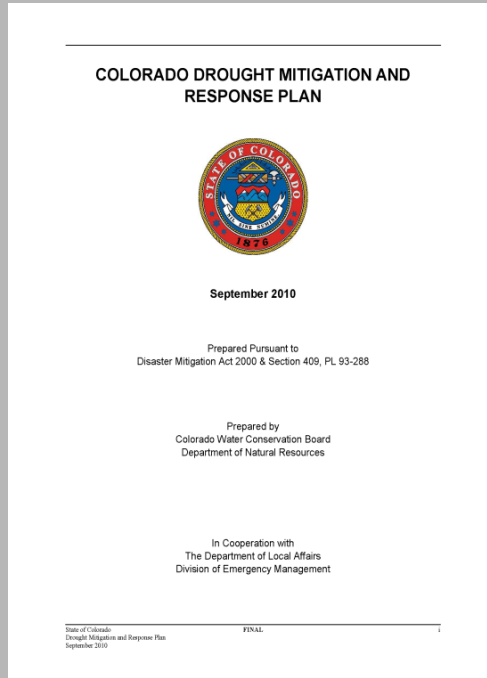 COLORADO DROUGHT MITIGATION AND
RESPONSE PLAN
STATE OF COLORADO
NIL SINE NUMINE
1876
September 2010
Prepared Pursuant to
Disaster Mitigation Act 2000 & Section 409, PL 93-288
Prepared by
Colorado Water Conservation Board
Department of Natural Resources
In Cooperation with
The Department of Local Affairs
Division of Emergency Management
State of Colorado FINAL i
Drought Mitigation and Response Plan
September 2010